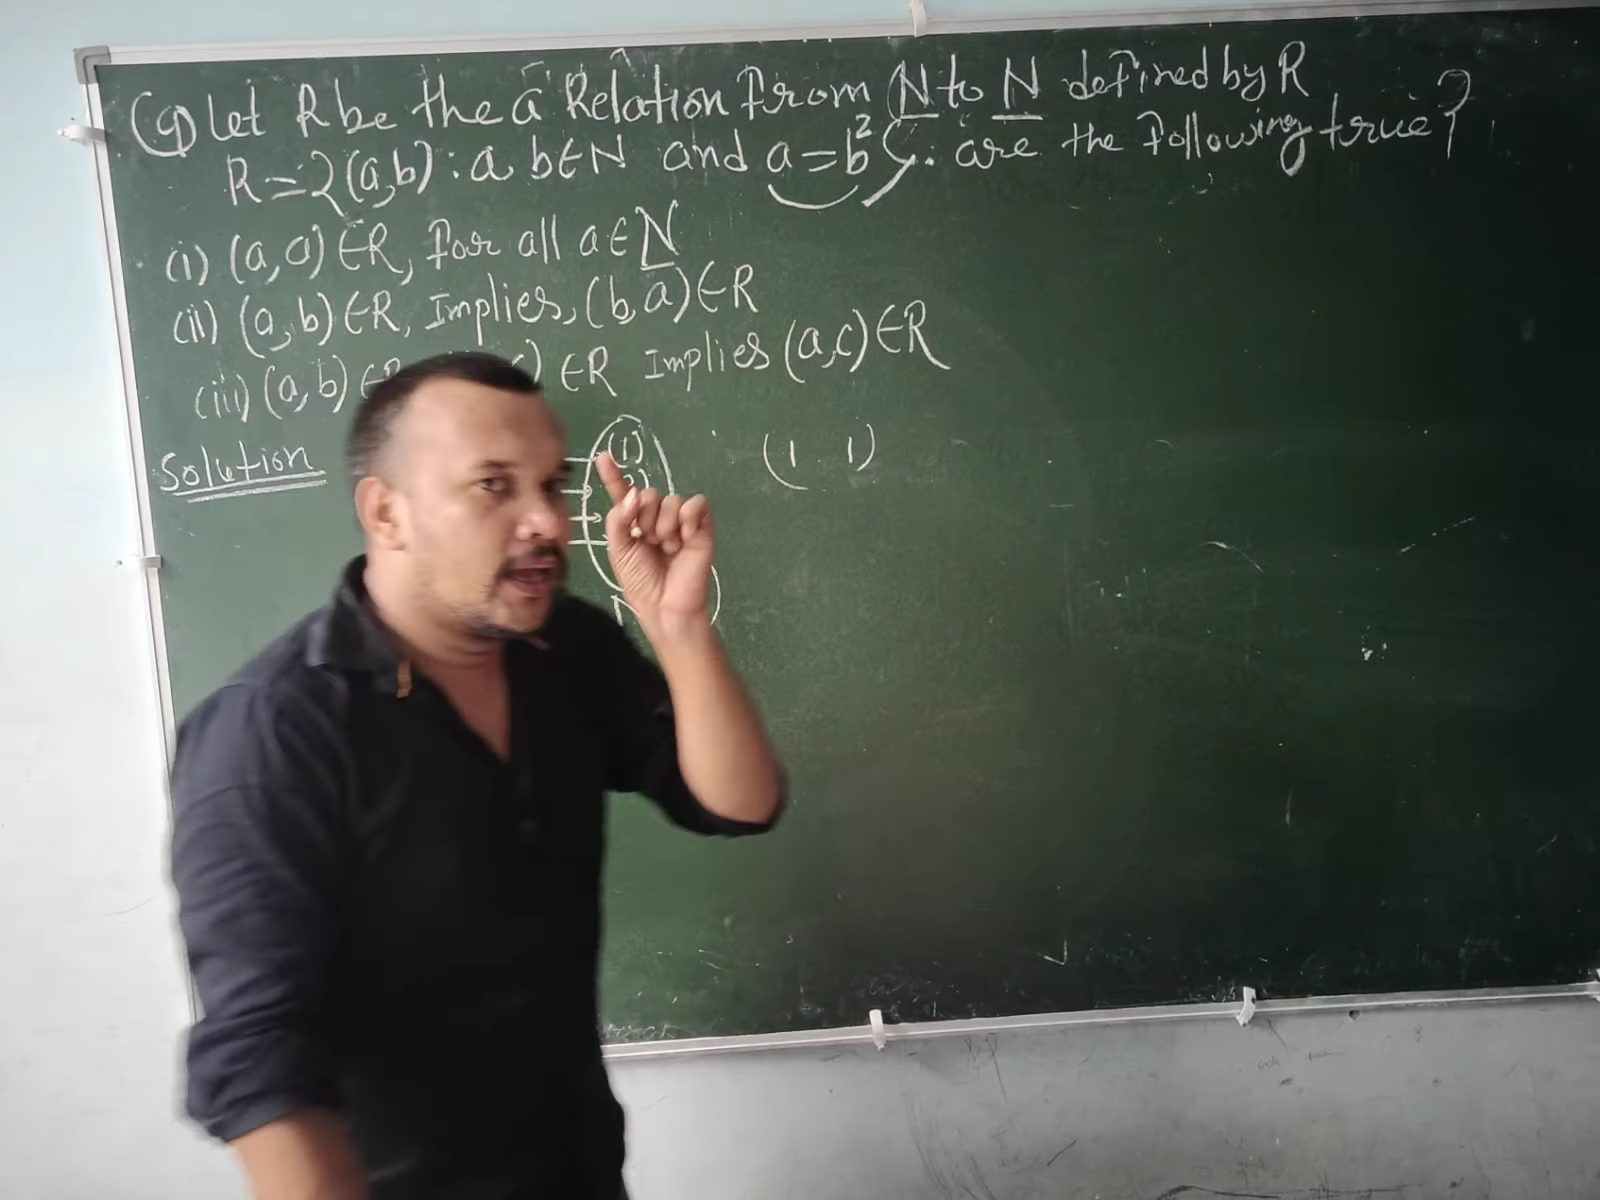 (9) Let R be the a Relation from N to N defined by R
R = {(a,b) : a, b ∈ N and a = b²}. are the following true?
(i) (a, a) ∈ R, for all a ∈ N
(ii) (a, b) ∈ R, Implies, (b, a) ∈ R
(iii) (a, b) ∈ R ) ∈ R Implies (a, c) ∈ R
Solution
(1) (1 1)
N